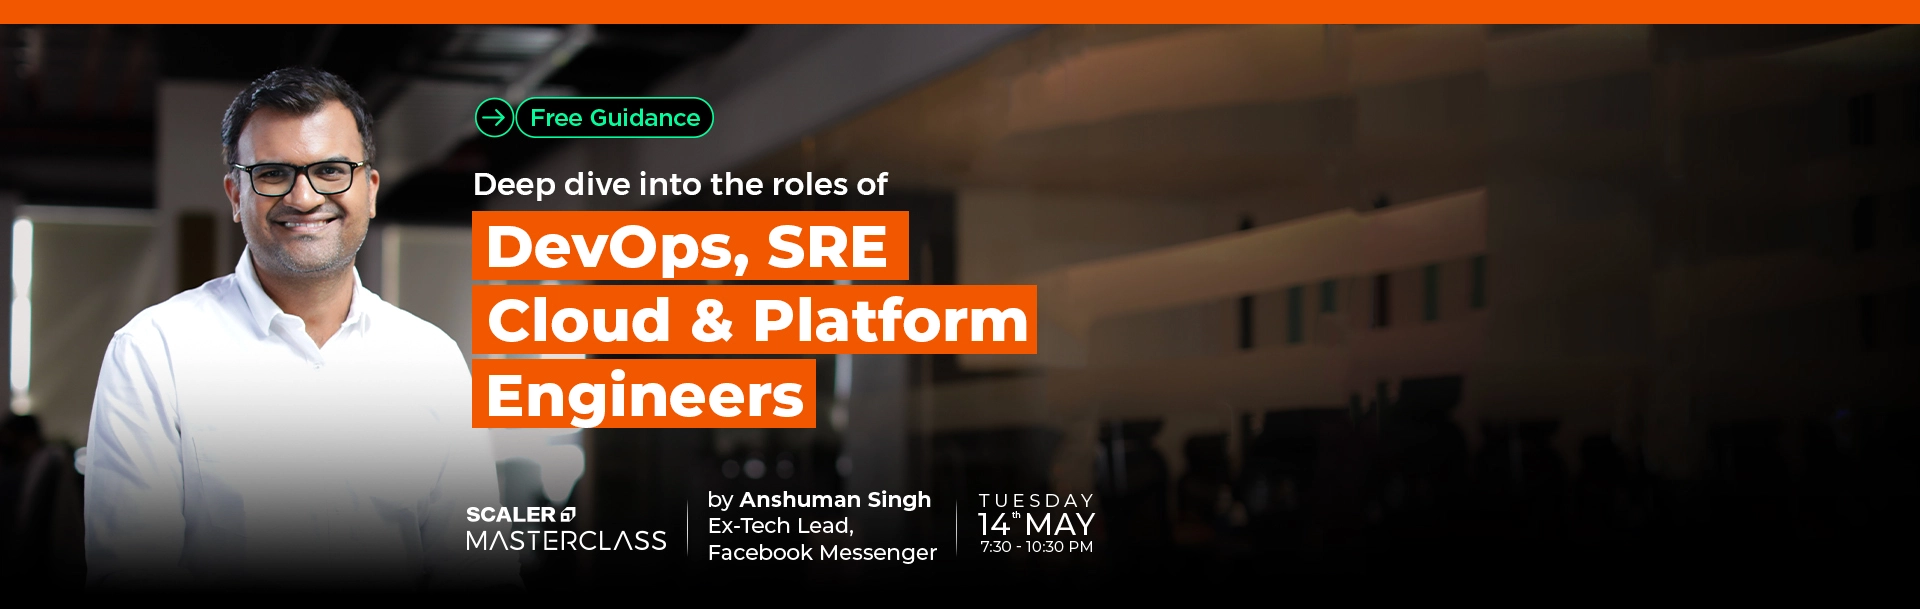 Free Guidance
Deep dive into the roles of
DevOps, SRE
Cloud & Platform
Engineers
SCALER
MASTERCLASS
by Anshuman Singh
Ex-Tech Lead,
Facebook Messenger
TUESDAY
14th MAY
7:30 - 10:30 PM